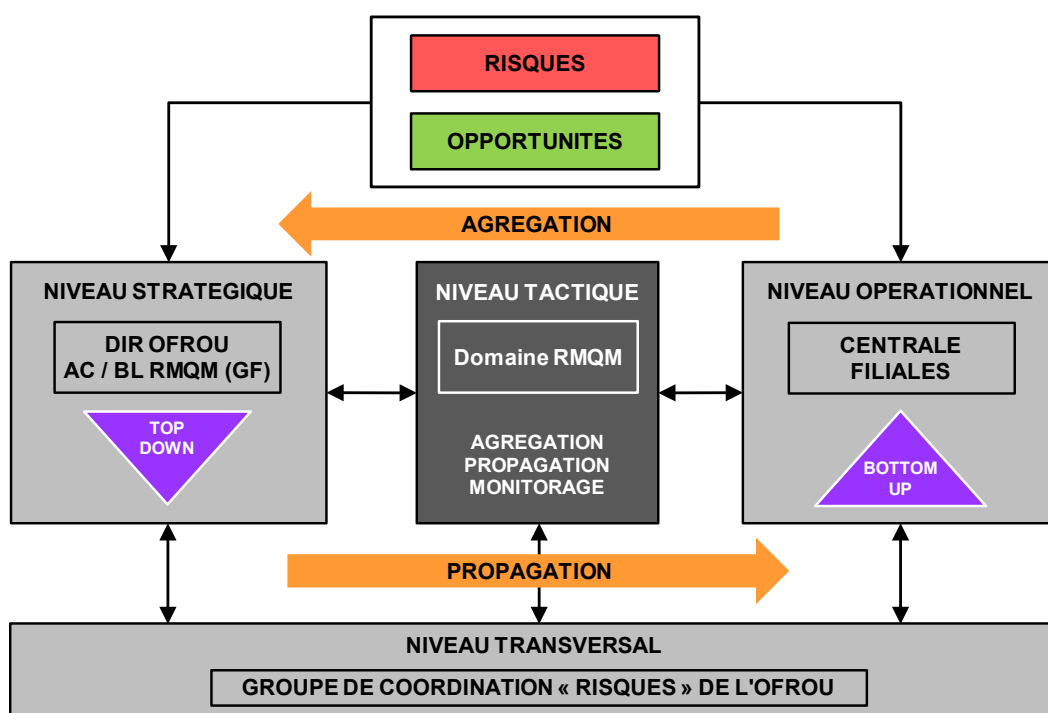 RISQUES
OPPORTUNITES
AGREGATION
NIVEAU STRATEGIQUE
DIR OFROU
AC / BL RMQM (GF)
TOP
DOWN
NIVEAU TACTIQUE
Domaine RMQM
AGREGATION
PROPAGATION
MONITORAGE
NIVEAU OPERATIONNEL
CENTRALE
FILIALES
BOTTOM
UP
PROPAGATION
NIVEAU TRANSVERSAL
GROUPE DE COORDINATION « RISQUES » DE L'OFROU